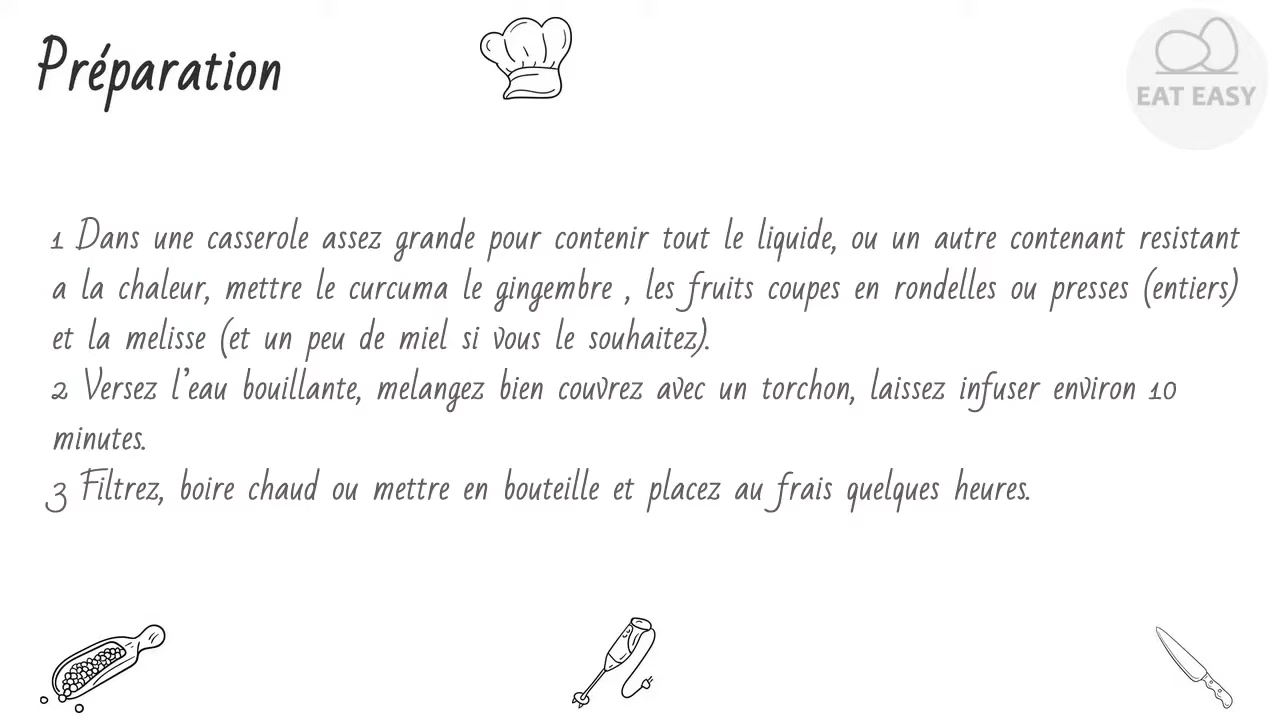 Préparation
EAT EASY
1 Dans une casserole assez grande pour contenir tout le liquide, ou un autre contenant resistant
a la chaleur, mettre le curcuma le gingembre , les fruits coupes en rondelles ou presses (entiers)
et la melisse (et un peu de miel si vous le souhaitez).
2 Versez l’eau bouillante, melangez bien couvrez avec un torchon, laissez infuser environ 10
minutes.
3 Filtrez, boire chaud ou mettre en bouteille et placez au frais quelques heures.